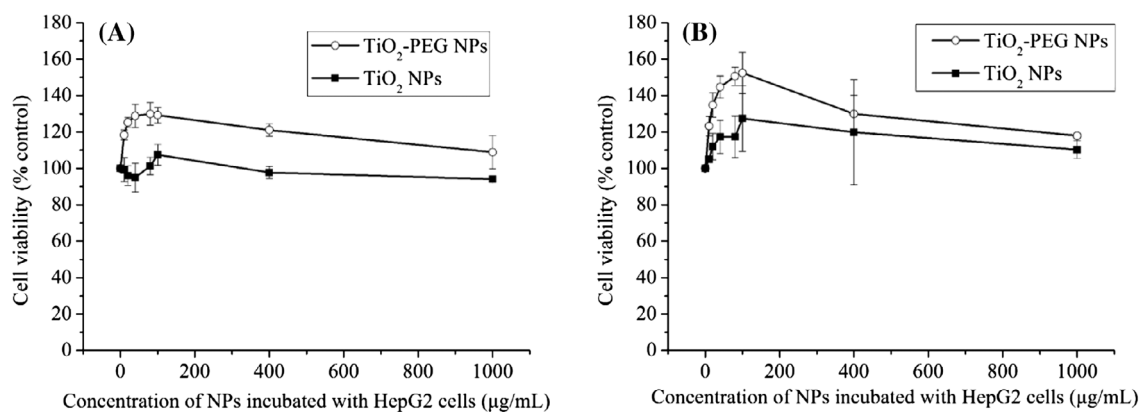 (A)
TiO2-PEG NPs
TiO2 NPs
Cell viability (% control)
180
160
140
120
100
80
60
40
20
0
0 200 400 600 800 1000
Concentration of NPs incubated with HepG2 cells (μg/mL)
(B)
TiO2-PEG NPs
TiO2 NPs
Cell viability (% control)
180
160
140
120
100
80
60
40
20
0
0 200 400 600 800 1000
Concentration of NPs incubated with HepG2 cells (μg/mL)